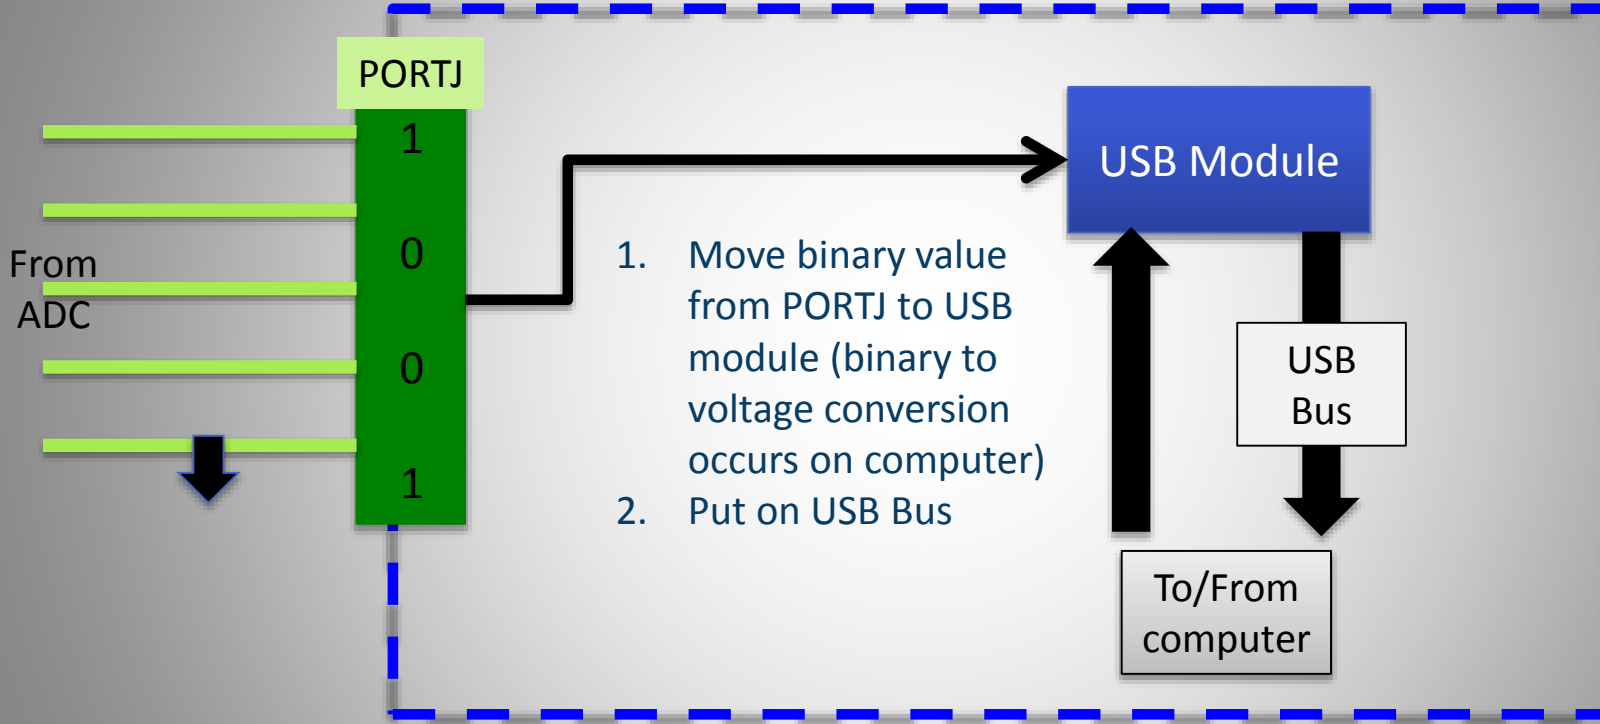 PORTJ
1
0
0
1
From
ADC
USB Module
1. Move binary value
from PORTJ to USB
module (binary to
voltage conversion
occurs on computer)
2. Put on USB Bus
USB
Bus
To/From
computer